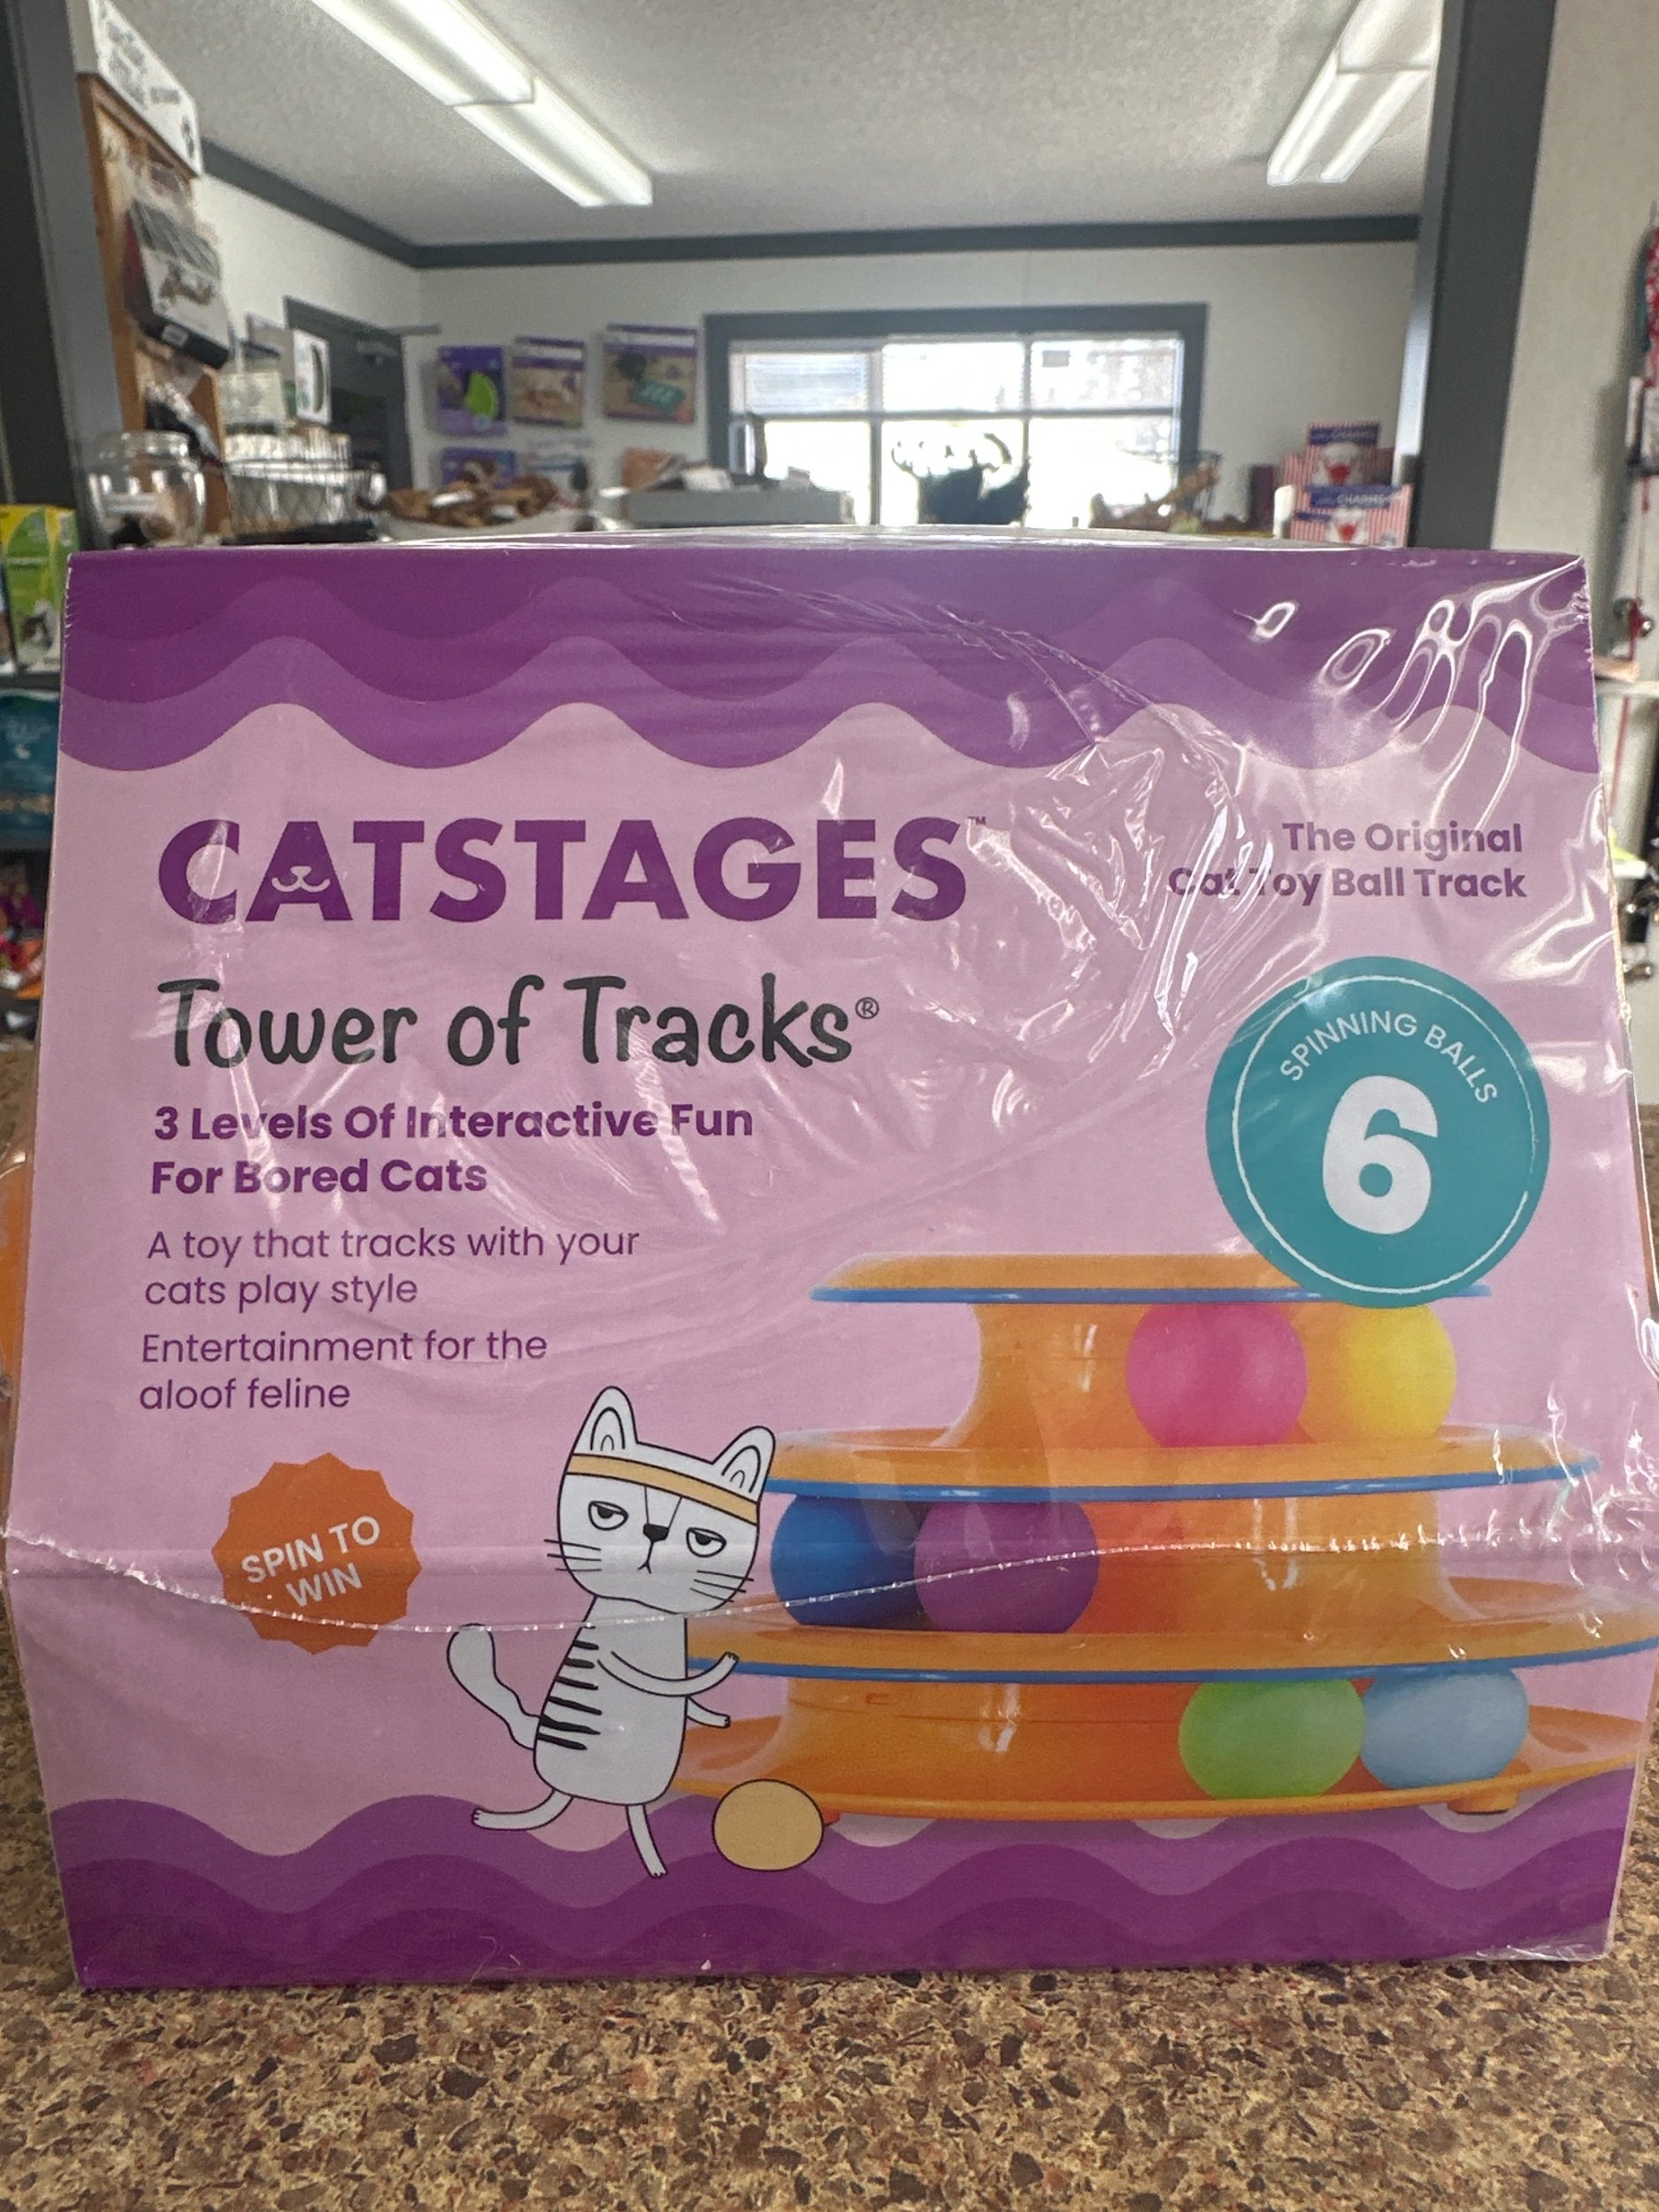 CATSTAGES™
The Original
Cat Toy Ball Track
Tower of Tracks®
3 Levels Of Interactive Fun
For Bored Cats
A toy that tracks with your
cats play style
Entertainment for the
aloof feline
SPINNING BALLS
6
SPIN TO
WIN
CHARMS